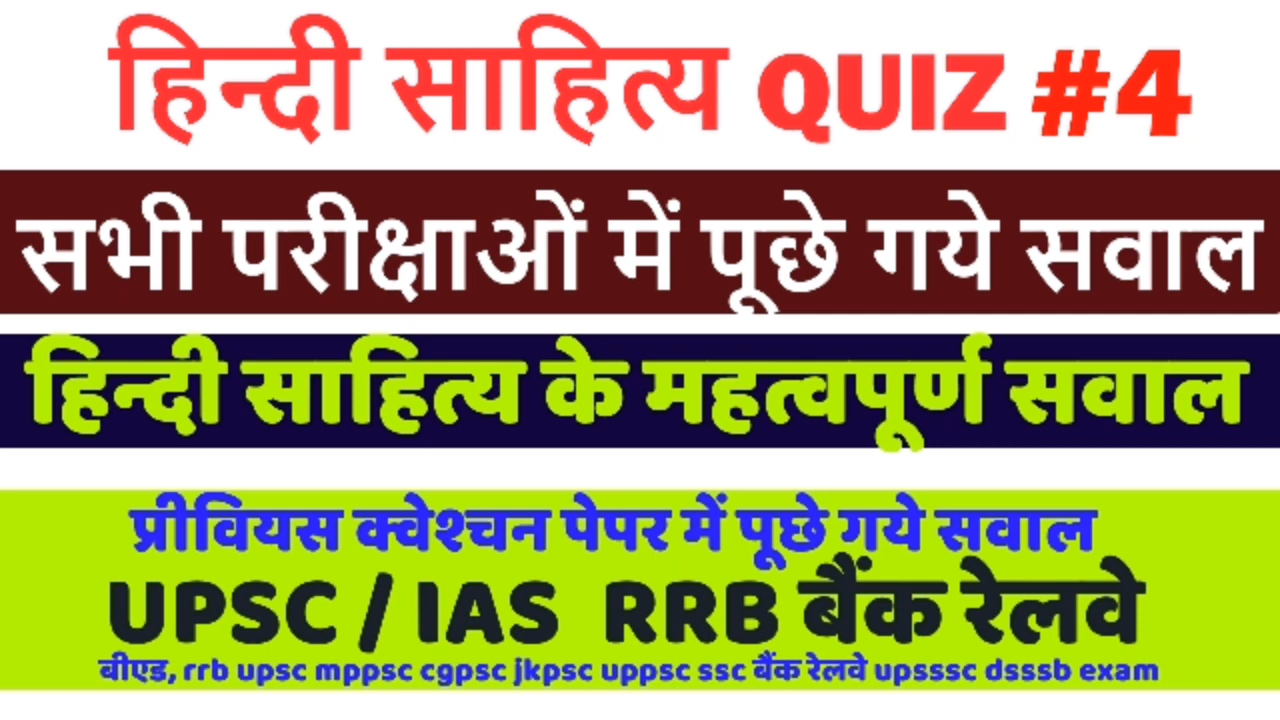 हिन्दी साहित्य QUIZ #4
सभी परीक्षाओं में पूछे गये सवाल
हिन्दी साहित्य के महत्वपूर्ण सवाल
प्रीवियस क्वेश्चन पेपर में पूछे गये सवाल
UPSC / IAS RRB बैंक रेलवे
बीएड, rrb upsc mppsc cgpsc jkpsc uppsc ssc बैंक रेलवे upsssc dsssb exam